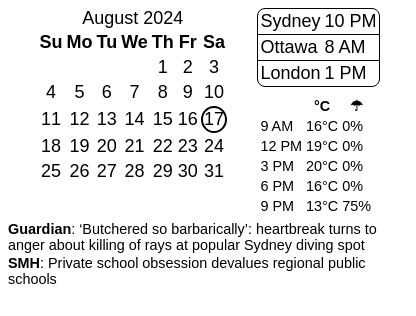 August 2024
Su Mo Tu We Th Fr Sa
1 2 3
4 5 6 7 8 9 10
11 12 13 14 15 16 17
18 19 20 21 22 23 24
25 26 27 28 29 30 31
Sydney 10 PM
Ottawa 8 AM
London 1 PM
°C ☂
9 AM 16°C 0%
12 PM 19°C 0%
3 PM 20°C 0%
6 PM 16°C 0%
9 PM 13°C 75%
Guardian: ‘Butchered so barbarically’: heartbreak turns to
anger about killing of rays at popular Sydney diving spot
SMH: Private school obsession devalues regional public
schools